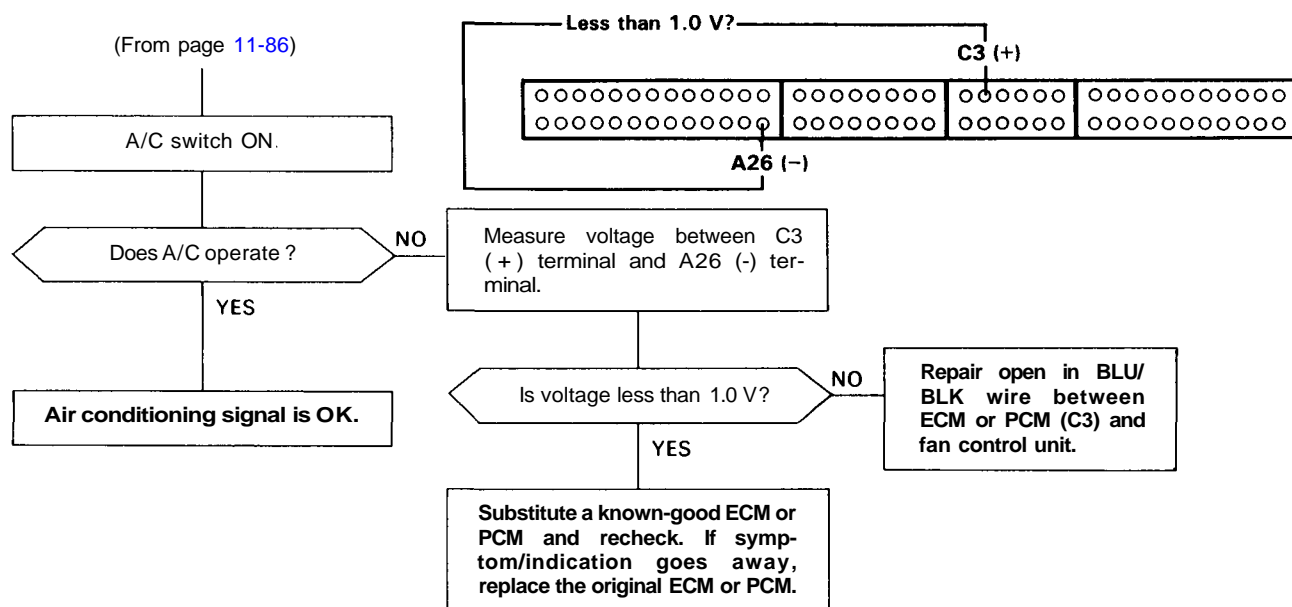 (From page 11-86)
Less than 1.0 V?
C3 (+)
A26 (−)
A/C switch ON.
Does A/C operate ?
NO
YES
Air conditioning signal is OK.
Measure voltage between C3
(+) terminal and A26 (-) ter-
minal.
Is voltage less than 1.0 V?
NO
YES
Repair open in BLU/
BLK wire between
ECM or PCM (C3) and
fan control unit.
Substitute a known-good ECM or
PCM and recheck. If symp-
tom/indication goes away,
replace the original ECM or PCM.